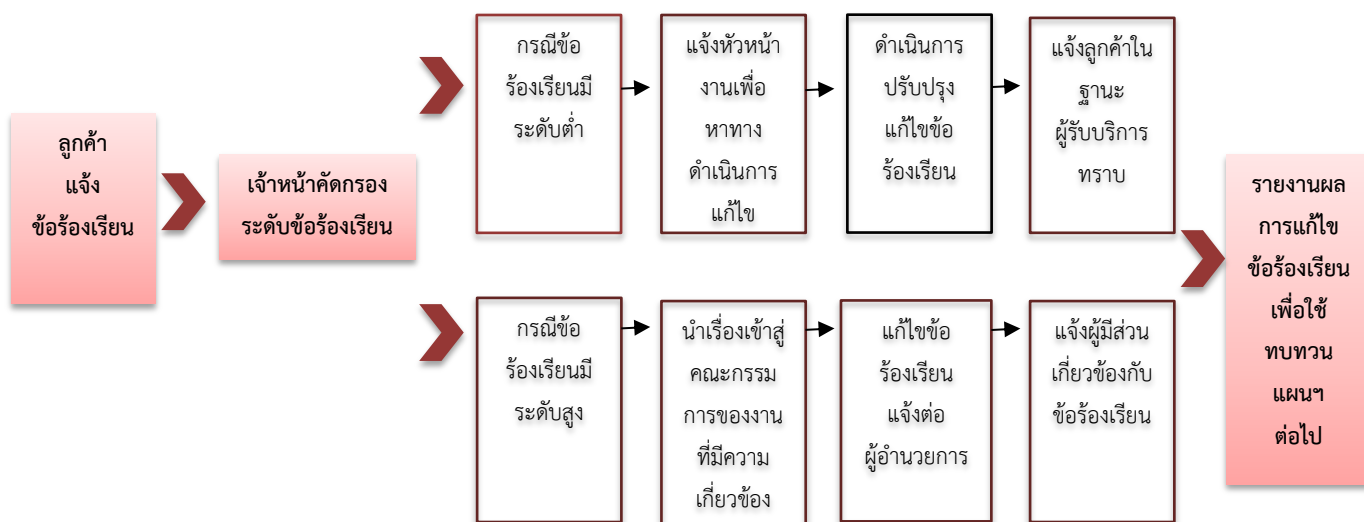 ลูกค้า
แจ้ง
ข้อร้องเรียน
เจ้าหน้าคัดกรอง
ระดับข้อร้องเรียน
กรณีข้อ
ร้องเรียนมี
ระดับต่ำ
แจ้งหัวหน้า
งานเพื่อ
หาทาง
ดำเนินการ
แก้ไข
ดำเนินการ
ปรับปรุง
แก้ไขข้อ
ร้องเรียน
แจ้งลูกค้าใน
ฐานะ
ผู้รับบริการ
ทราบ
กรณีข้อ
ร้องเรียนมี
ระดับสูง
นำเรื่องเข้าสู่
คณะกรรม
การของงาน
ที่มีความ
เกี่ยวข้อง
แก้ไขข้อ
ร้องเรียน
แจ้งต่อ
ผู้อำนวยการ
แจ้งผู้มีส่วน
เกี่ยวข้องกับ
ข้อร้องเรียน
รายงานผล
การแก้ไข
ข้อร้องเรียน
เพื่อใช้
ทบทวน
แผนฯ
ต่อไป